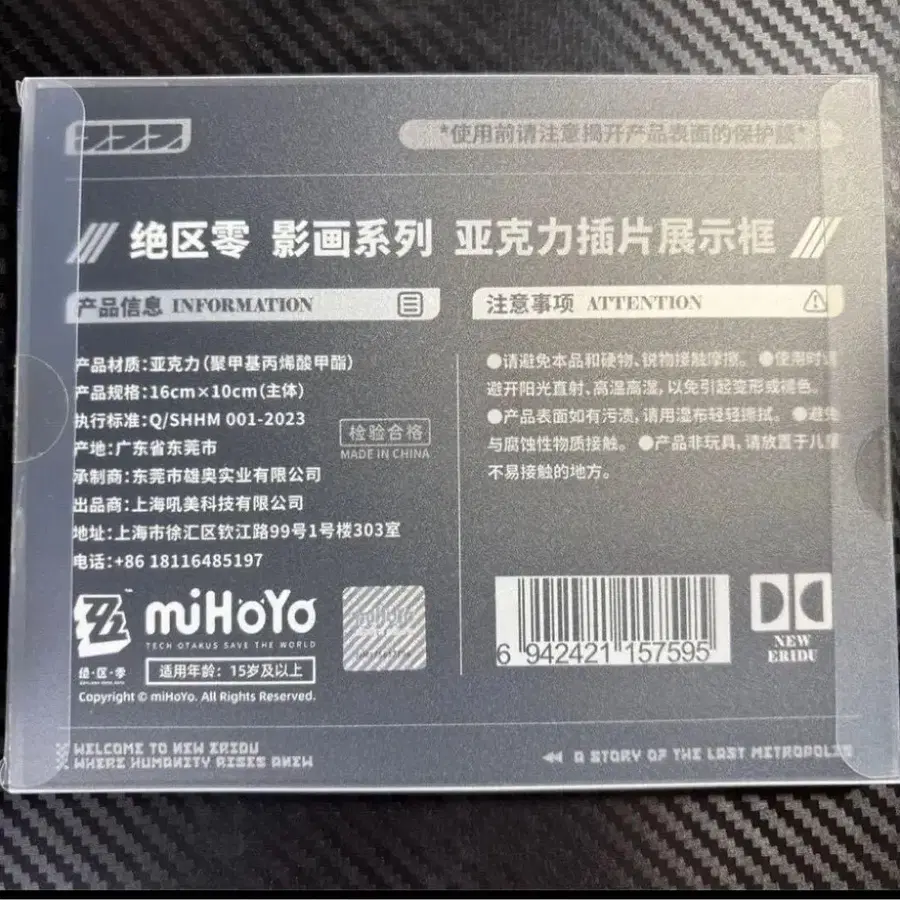 *使用前请注意揭开产品表面的保护膜*
绝区零 影画系列 亚克力插片展示框
产品信息 INFORMATION
产品材质:亚克力(聚甲基丙烯酸甲酯)
产品规格:16cm×10cm(主体)
执行标准:Q/SHHM 001-2023
产地:广东省东莞市
承制商:东莞市雄奥实业有限公司
出品商:上海吼美科技有限公司
地址:上海市徐汇区钦江路99号1号楼303室
电话:+86 18116485197
检验合格
MADE IN CHINA
注意事项 ATTENTION
●请避免本品和硬物、锐物接触摩擦。 ●使用时
避开阳光直射、高温高湿,以免引起变形或褪色。
●产品表面如有污渍,请用湿布轻轻擦拭。 ●避免
与腐蚀性物质接触。 ●产品非玩具,请放置于儿童
不易接触的地方。
绝·区·零
miHoYo
TECH OTAKUS SAVE THE WORLD
适用年龄:15岁及以上
Copyright © miHoYo. All Rights Reserved.
miHoYo
6 942421 157595
NEW
ERIDU
WELCOME TO NEW ERIDU
WHERE HUMANITY RISES ANEW
A STORY OF THE LAST METROPOLIS